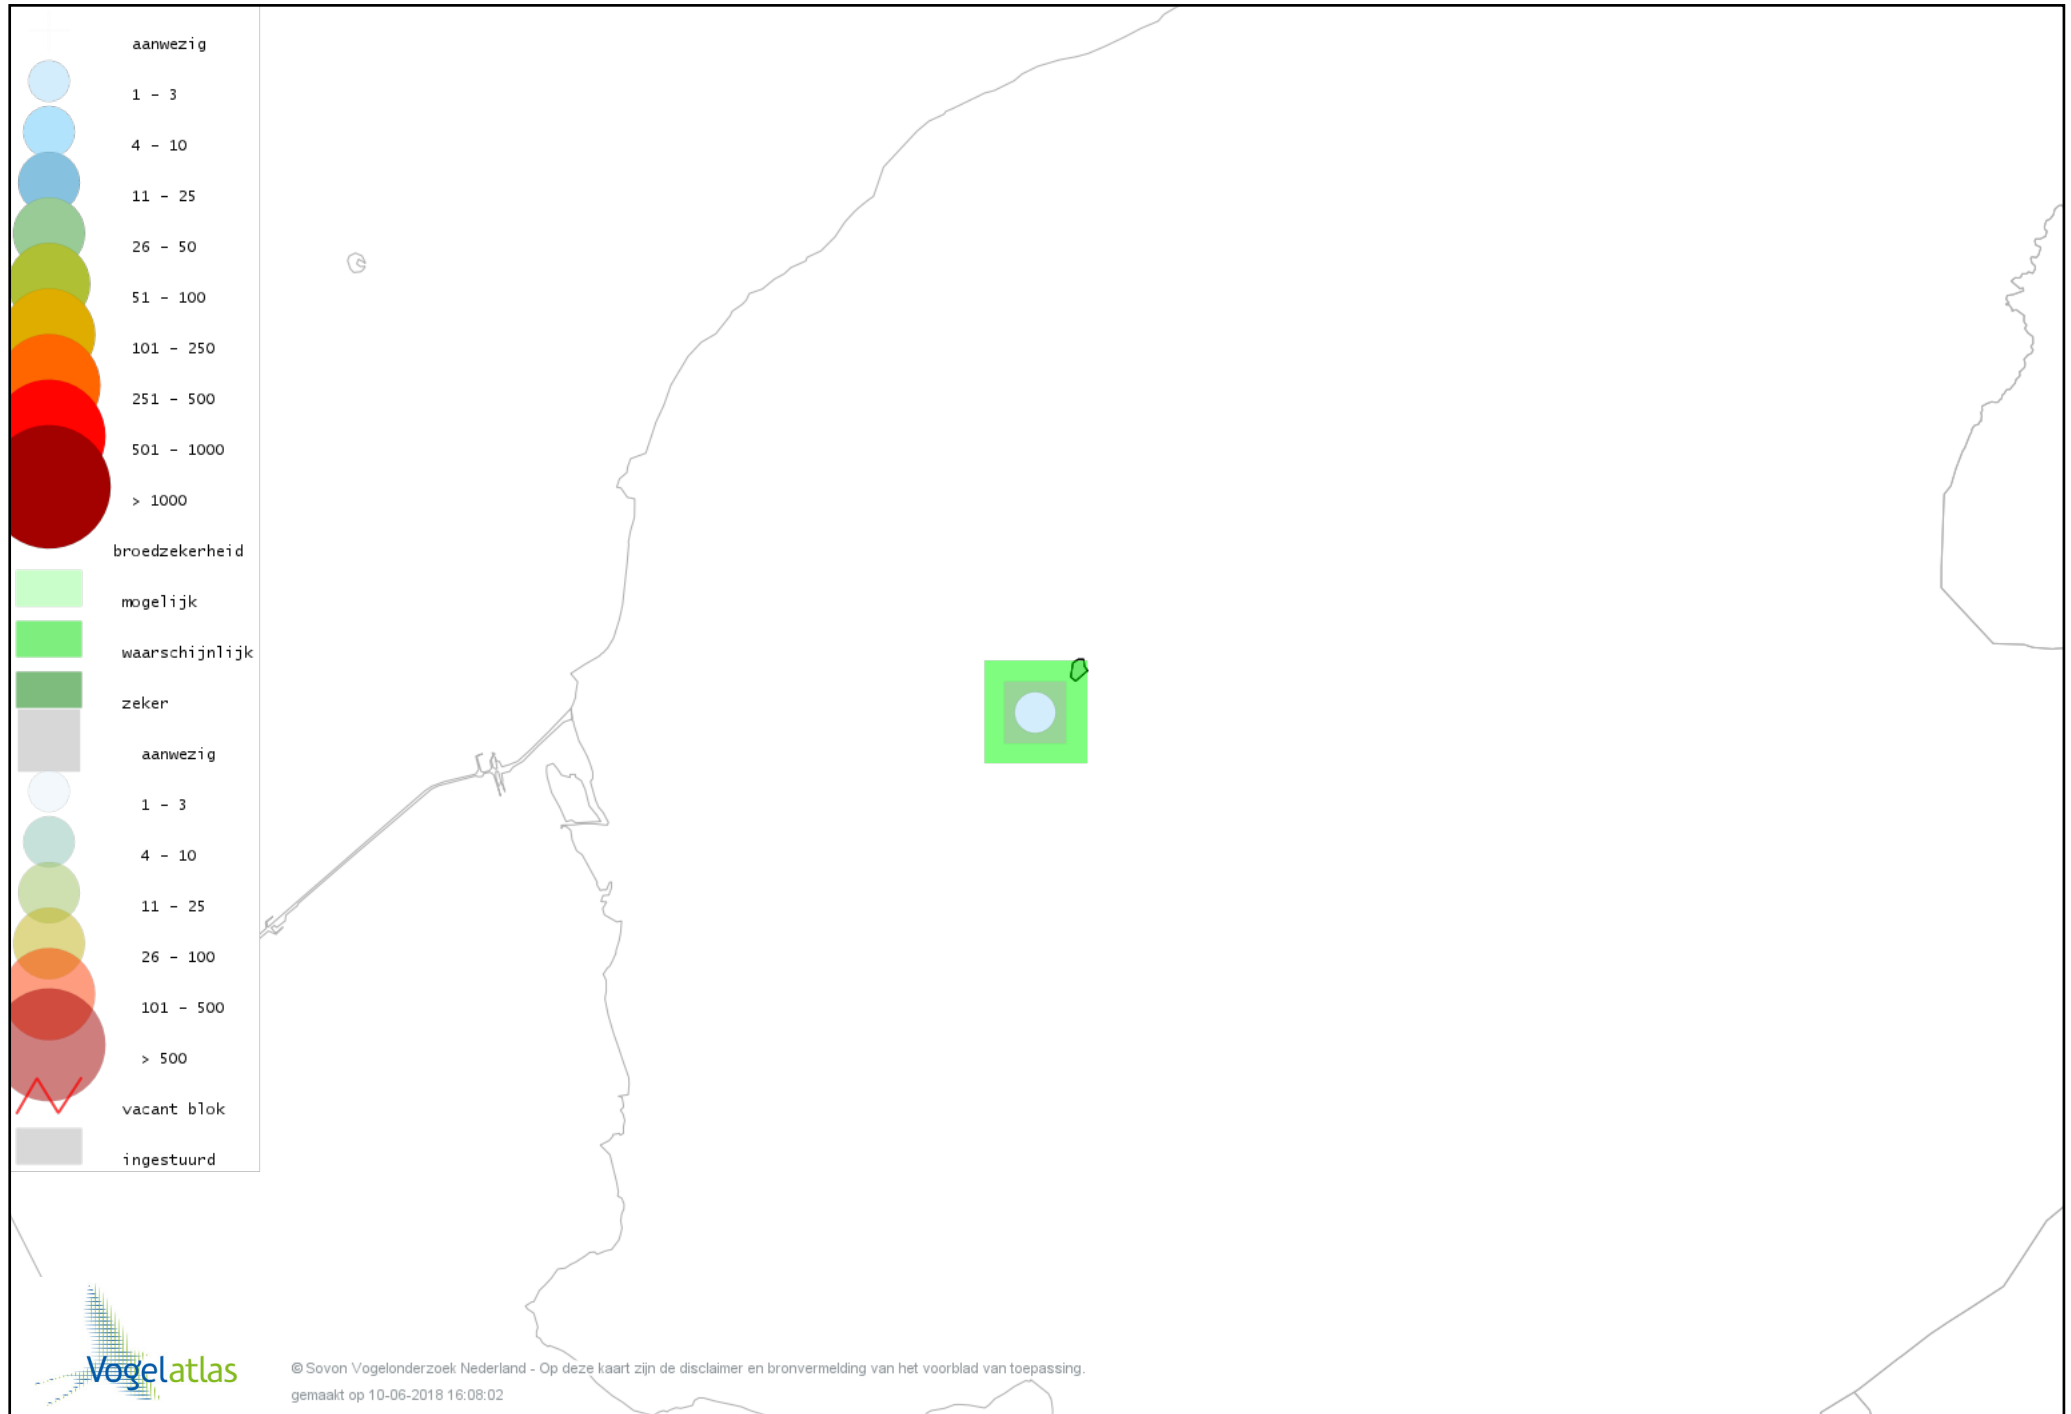 aanwezig
1 - 3
4 - 10
11 - 25
26 - 50
51 - 100
101 - 250
251 - 500
501 - 1000
> 1000
broedzekerheid
mogelijk
waarschijnlijk
zeker
aanwezig
1 - 3
4 - 10
11 - 25
26 - 100
101 - 500
> 500
vacant blok
ingestuurd
Vogelatlas
© Sovon Vogelonderzoek Nederland - Op deze kaart zijn de disclaimer en bronvermelding van het voorblad van toepassing.
gemaakt op 10-06-2018 16:08:02